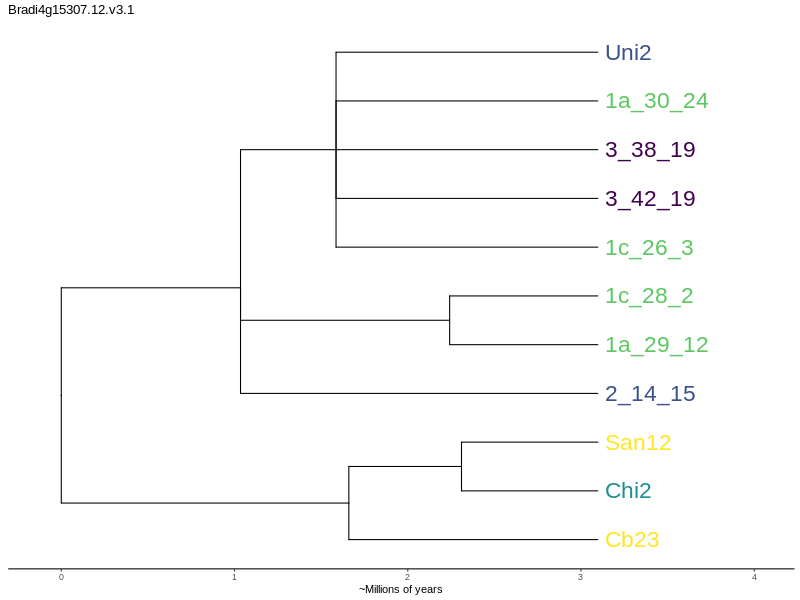 Bradi4g15307.12.v3.1
Uni2
1a_30_24
3_38_19
3_42_19
1c_26_3
1c_28_2
1a_29_12
2_14_15
San12
Chi2
Cb23
0 1 2 3 4
~Millions of years